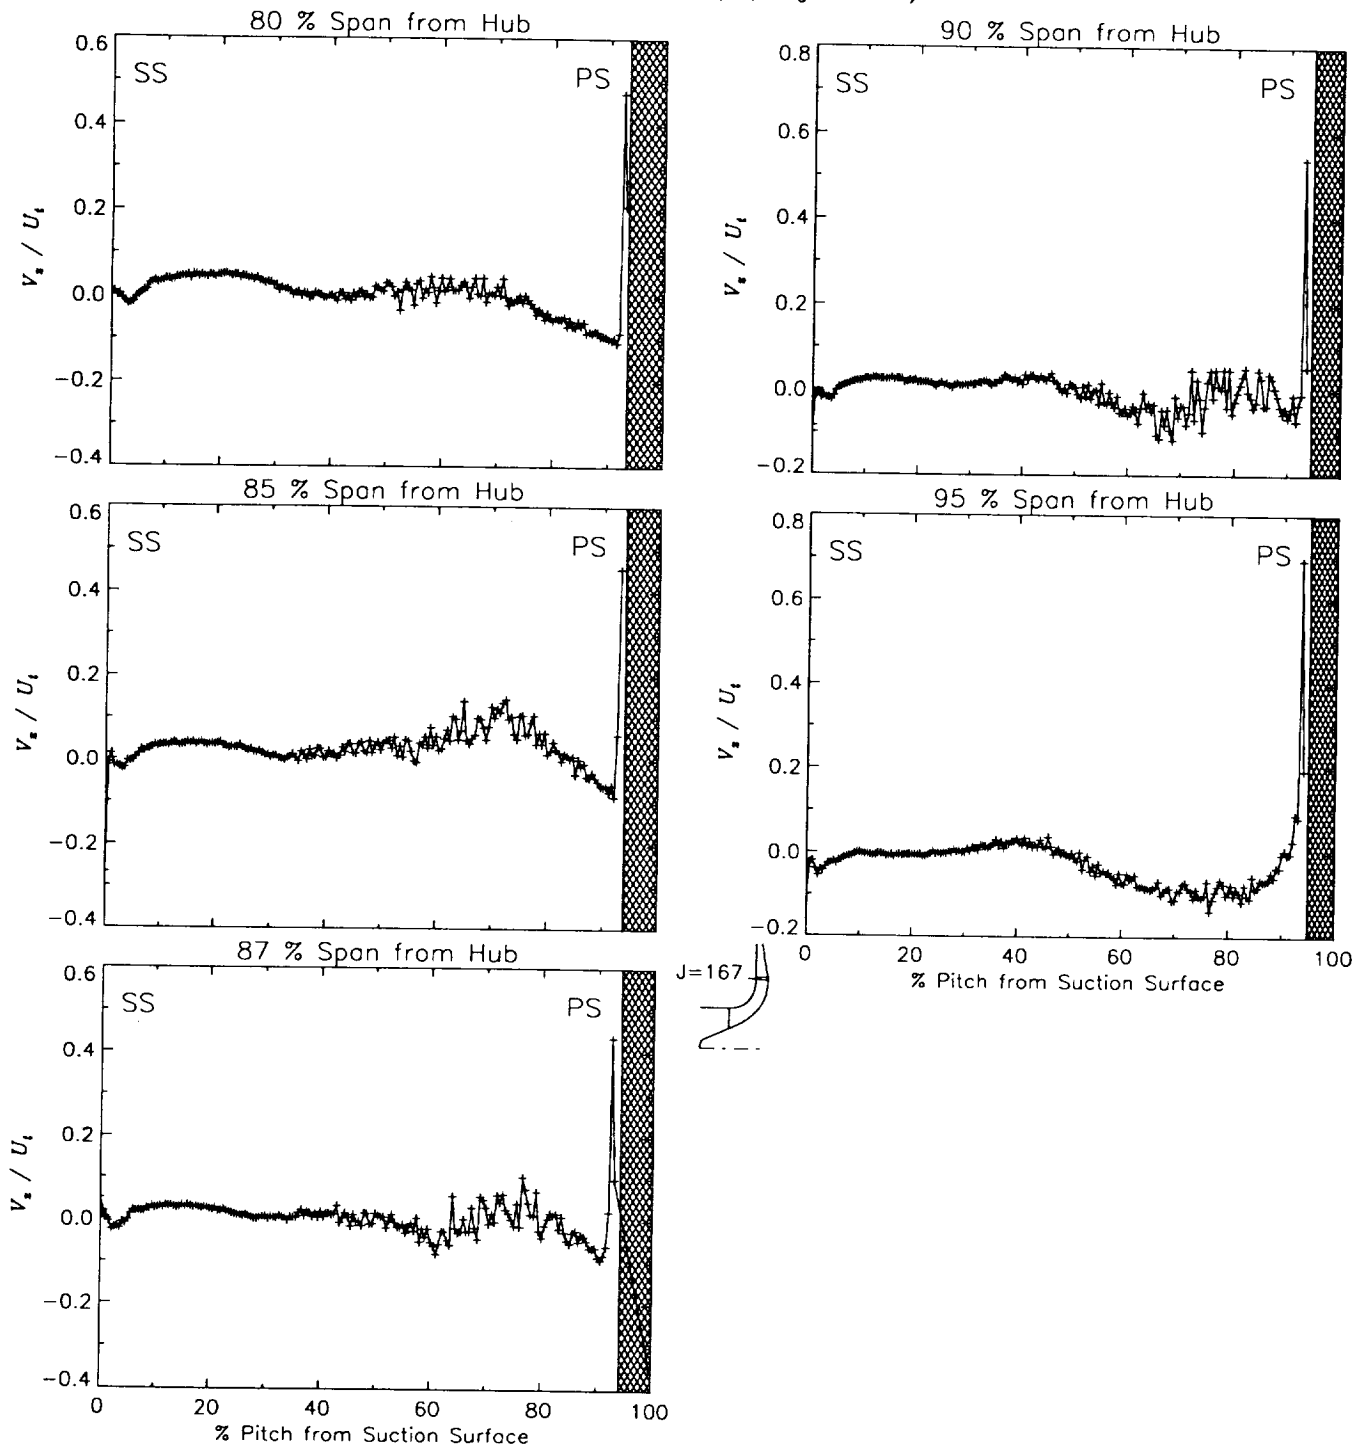 80 % Span from Hub
0.6
0.4
0.2
0.0
−0.2
−0.4
V_z / U_t
SS
PS
85 % Span from Hub
0.6
0.4
0.2
0.0
−0.2
−0.4
V_z / U_t
SS
PS
87 % Span from Hub
0.6
0.4
0.2
0.0
−0.2
−0.4
V_z / U_t
SS
PS
0 20 40 60 80 100
% Pitch from Suction Surface
90 % Span from Hub
0.8
0.6
0.4
0.2
0.0
−0.2
V_z / U_t
SS
PS
95 % Span from Hub
0.8
0.6
0.4
0.2
0.0
−0.2
V_z / U_t
SS
PS
0 20 40 60 80 100
% Pitch from Suction Surface
J=167